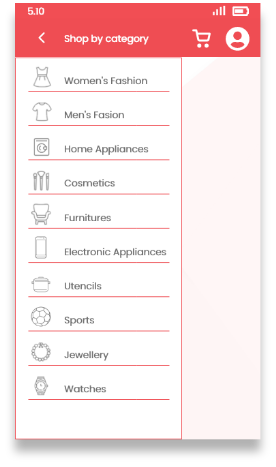 5.10
Shop by category
Women's Fashion
Men's Fasion
Home Appliances
Cosmetics
Furnitures
Electronic Appliances
Utencils
Sports
Jewellery
Watches